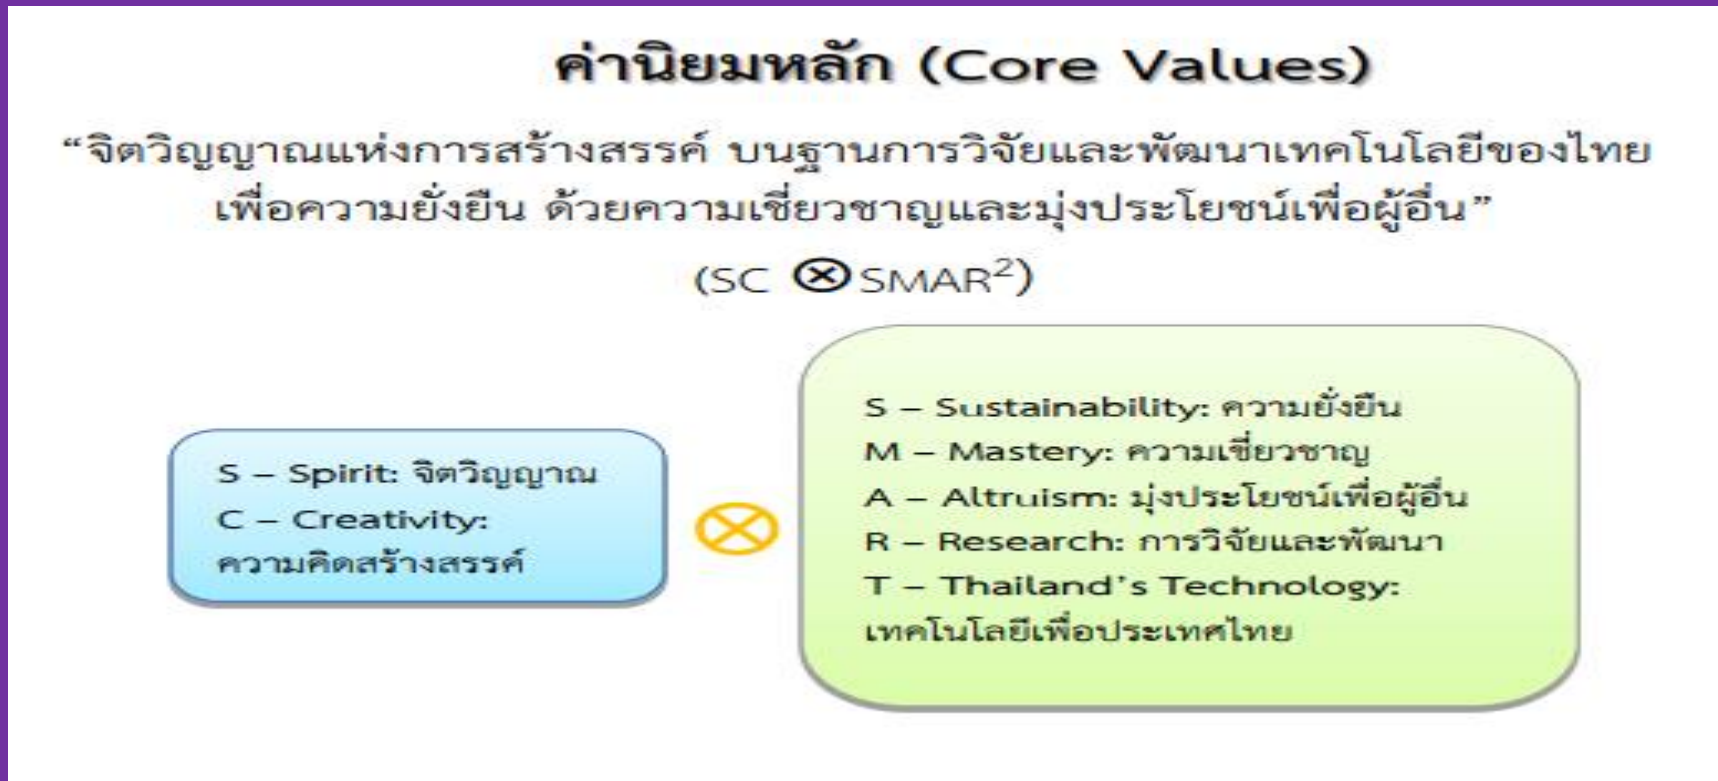 ค่านิยมหลัก (Core Values)
“จิตวิญญาณแห่งการสร้างสรรค์ บนฐานการวิจัยและพัฒนาเทคโนโลยีของไทย
เพื่อความยั่งยืน ด้วยความเชี่ยวชาญและมุ่งประโยชน์เพื่อผู้อื่น”
(SC ⊗ SMAR²)
S – Spirit: จิตวิญญาณ
C – Creativity:
ความคิดสร้างสรรค์
⊗
S – Sustainability: ความยั่งยืน
M – Mastery: ความเชี่ยวชาญ
A – Altruism: มุ่งประโยชน์เพื่อผู้อื่น
R – Research: การวิจัยและพัฒนา
T – Thailand’s Technology:
เทคโนโลยีเพื่อประเทศไทย